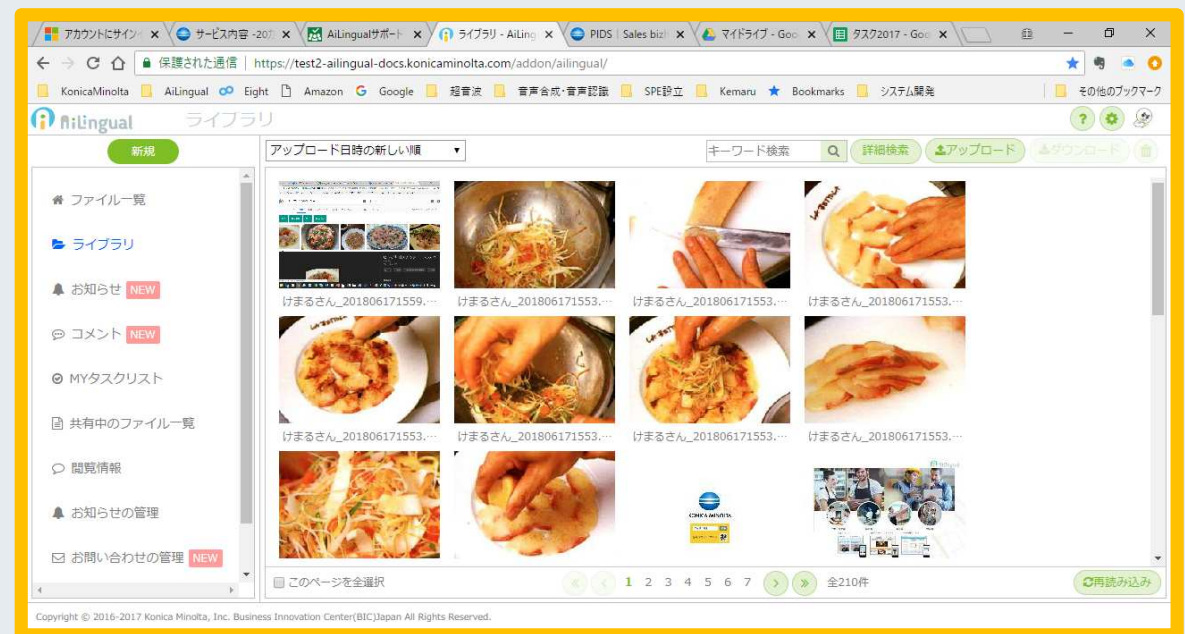 アカウントにサインイ
サービス内容 -20
AiLingualサポート
ライブラリ - AiLing
PIDS | Sales bizh
マイドライブ - Goo
タスク2017 - Goo
保護された通信 | https://test2-ailingual-docs.konicaminolta.com/addon/ailingual/
KonicaMinolta AiLingual Eight Amazon Google 超音波 音声合成・音声認識 SPE設立 Kemaru Bookmarks システム開発 その他のブックマーク
AiLingual ライブラリ ?
新規 アップロード日時の新しい順 キーワード検索 詳細検索 アップロード ダウンロード
ファイル一覧
ライブラリ
お知らせ NEW
コメント NEW
MYタスクリスト
共有中のファイル一覧
閲覧情報
お知らせの管理
お問い合わせの管理 NEW
けまるさん_201806171559.… けまるさん_201806171553.… けまるさん_201806171553.… けまるさん_201806171553.…
けまるさん_201806171553.… けまるさん_201806171553.… けまるさん_201806171553.… けまるさん_201806171553.…
KONICA MINOLTA
AiLingual
このページを全選択 « ‹ 1 2 3 4 5 6 7 › » 全210件 再読み込み
Copyright © 2016-2017 Konica Minolta, Inc. Business Innovation Center(BIC)Japan All Rights Reserved.